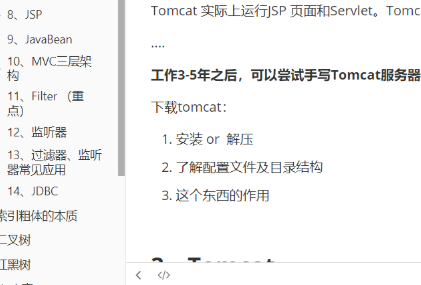 8、JSP
9、JavaBean
10、MVC三层架
构
11、Filter （重
点）
12、监听器
13、过滤器、监听
器常见应用
14、JDBC
索引粗体的本质
二叉树
红黑树
Tomcat 实际上运行JSP 页面和Servlet。Tomc
....
工作3-5年之后，可以尝试手写Tomcat服务器
下载tomcat：
1. 安装 or 解压
2. 了解配置文件及目录结构
3. 这个东西的作用
Tomcat